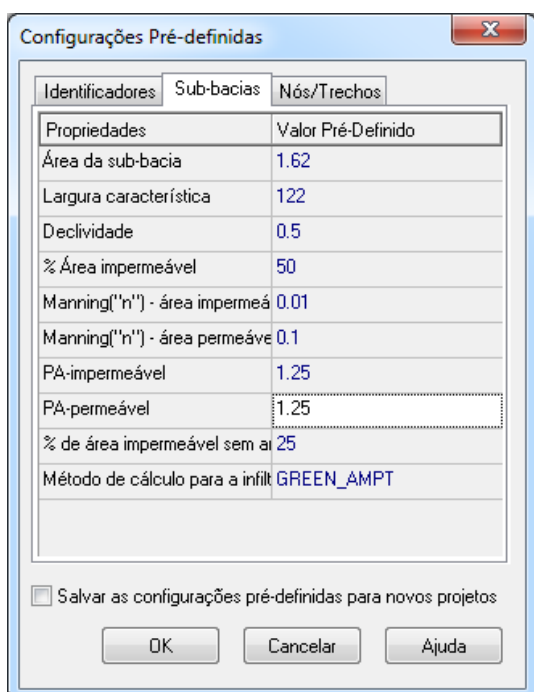 Configurações Pré-definidas
Identificadores Sub-bacias Nós/Trechos
Propriedades Valor Pré-Definido
Área da sub-bacia 1.62
Largura característica 122
Declividade 0.5
% Área impermeável 50
Manning("n") - área impermeá 0.01
Manning("n") - área permeáve 0.1
PA-impermeável 1.25
PA-permeável 1.25
% de área impermeável sem ar 25
Método de cálculo para a infilt GREEN_AMPT
Salvar as configurações pré-definidas para novos projetos
OK Cancelar Ajuda